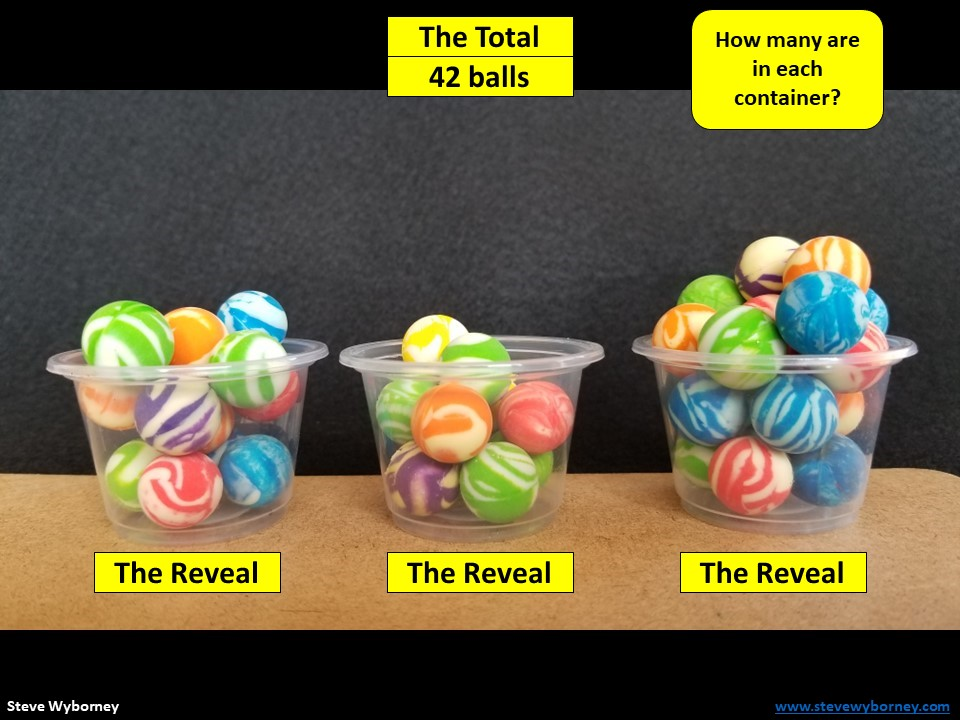 The Total
42 balls
How many are
in each
container?
The Reveal
The Reveal
The Reveal
Steve Wyborney
www.stevewyborney.com